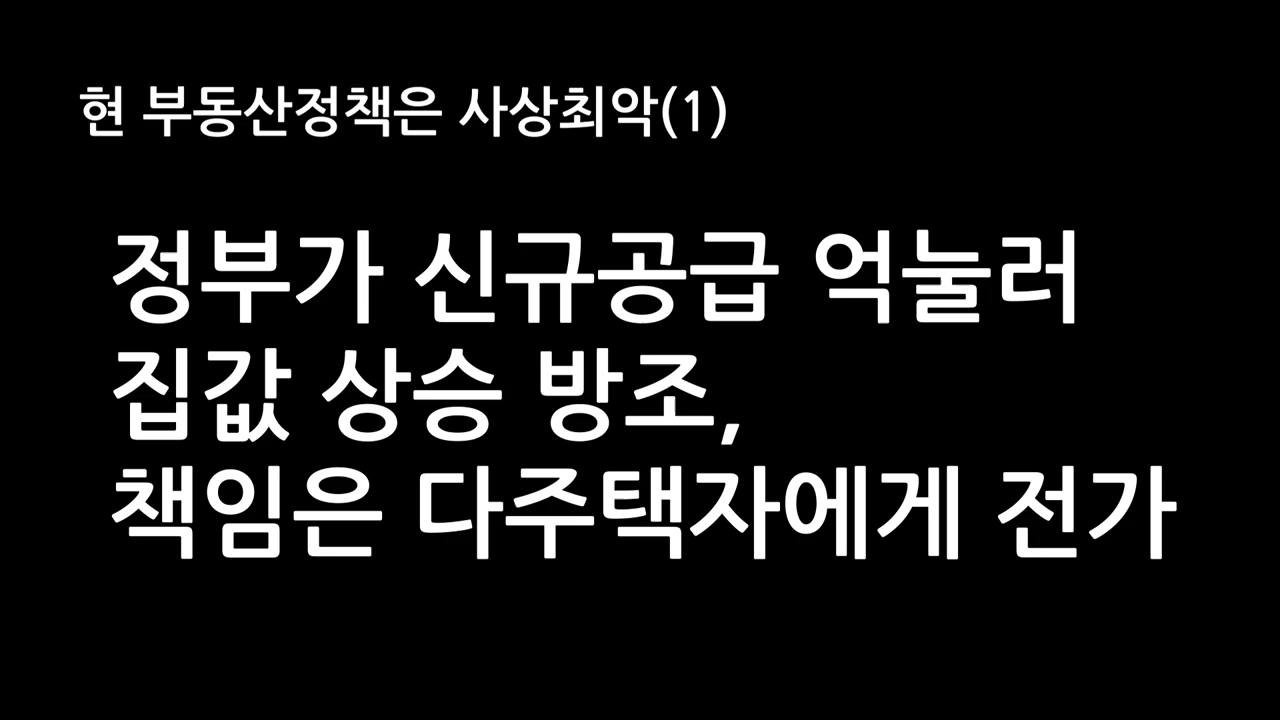 현 부동산정책은 사상최악(1)
정부가 신규공급 억눌러
집값 상승 방조,
책임은 다주택자에게 전가